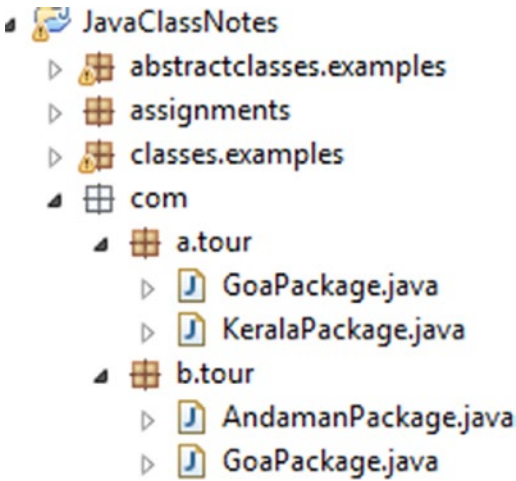 JavaClassNotes
abstractclasses.examples
assignments
classes.examples
com
a.tour
J GoaPackage.java
J KeralaPackage.java
b.tour
J AndamanPackage.java
J GoaPackage.java